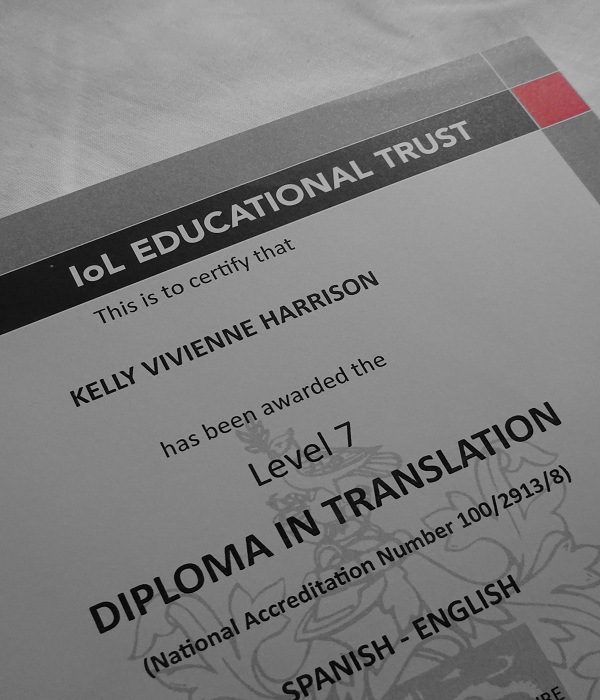 IoL EDUCATIONAL TRUST
This is to certify that
KELLY VIVIENNE HARRISON
has been awarded the
Level 7
DIPLOMA IN TRANSLATION
(National Accreditation Number 100/2913/8)
SPANISH - ENGLISH